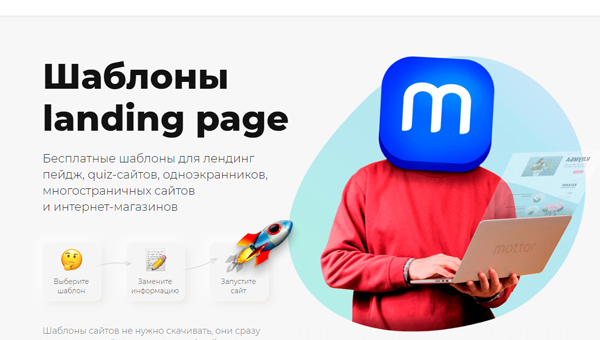 Шаблоны
landing page
Бесплатные шаблоны для лендинг
пейдж, quiz-сайтов, одноэкранников,
многостраничных сайтов
и интернет-магазинов
Выберите
шаблон
Замените
информацию
Запустите
сайт
Шаблоны сайтов не нужно скачивать, они сразу
m
mottor